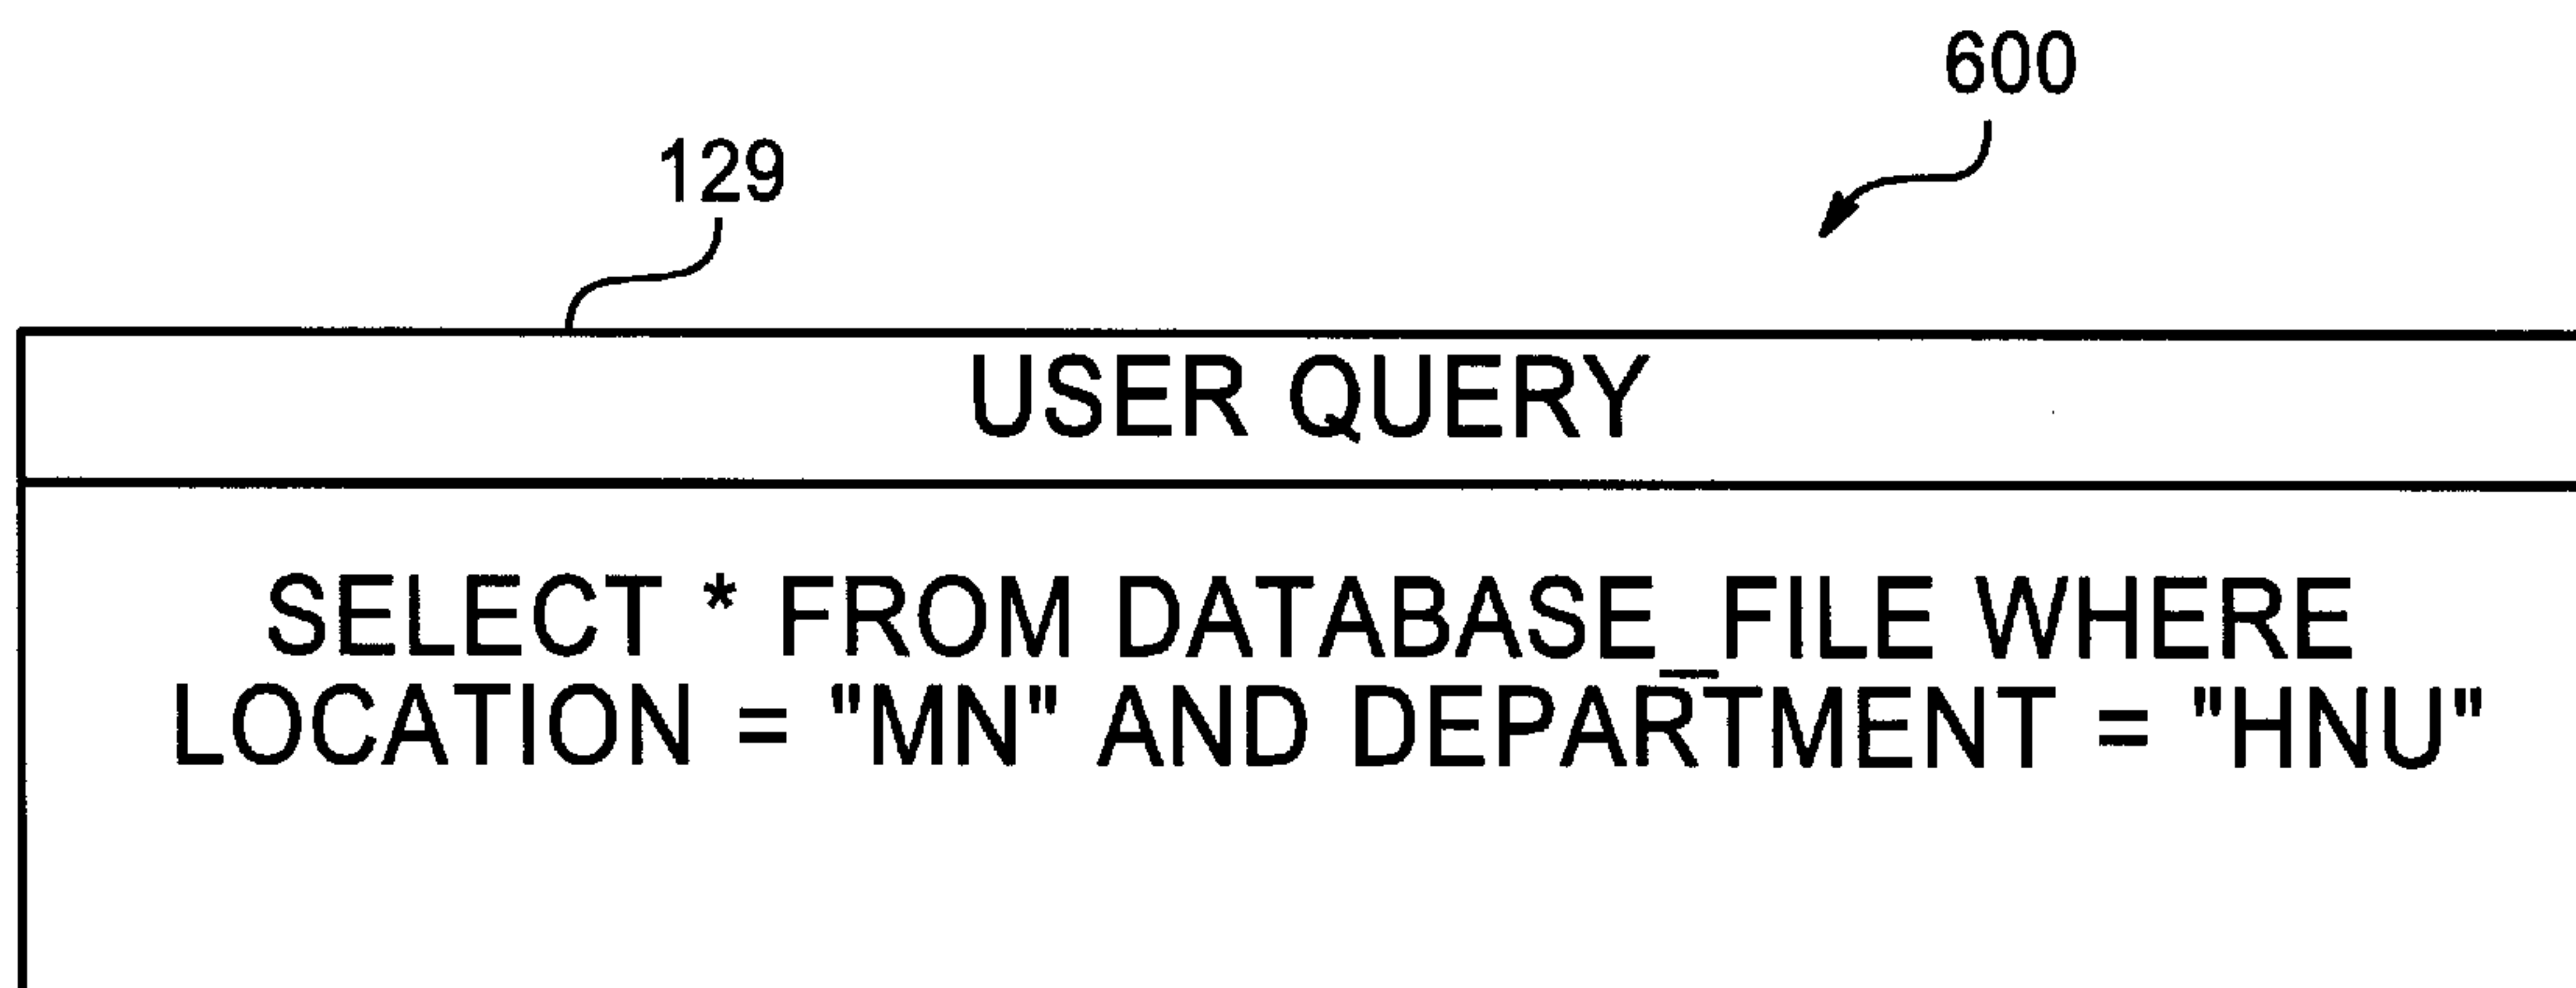 600
129
USER QUERY
SELECT * FROM DATABASE_FILE WHERE
LOCATION = "MN" AND DEPARTMENT = "HNU"